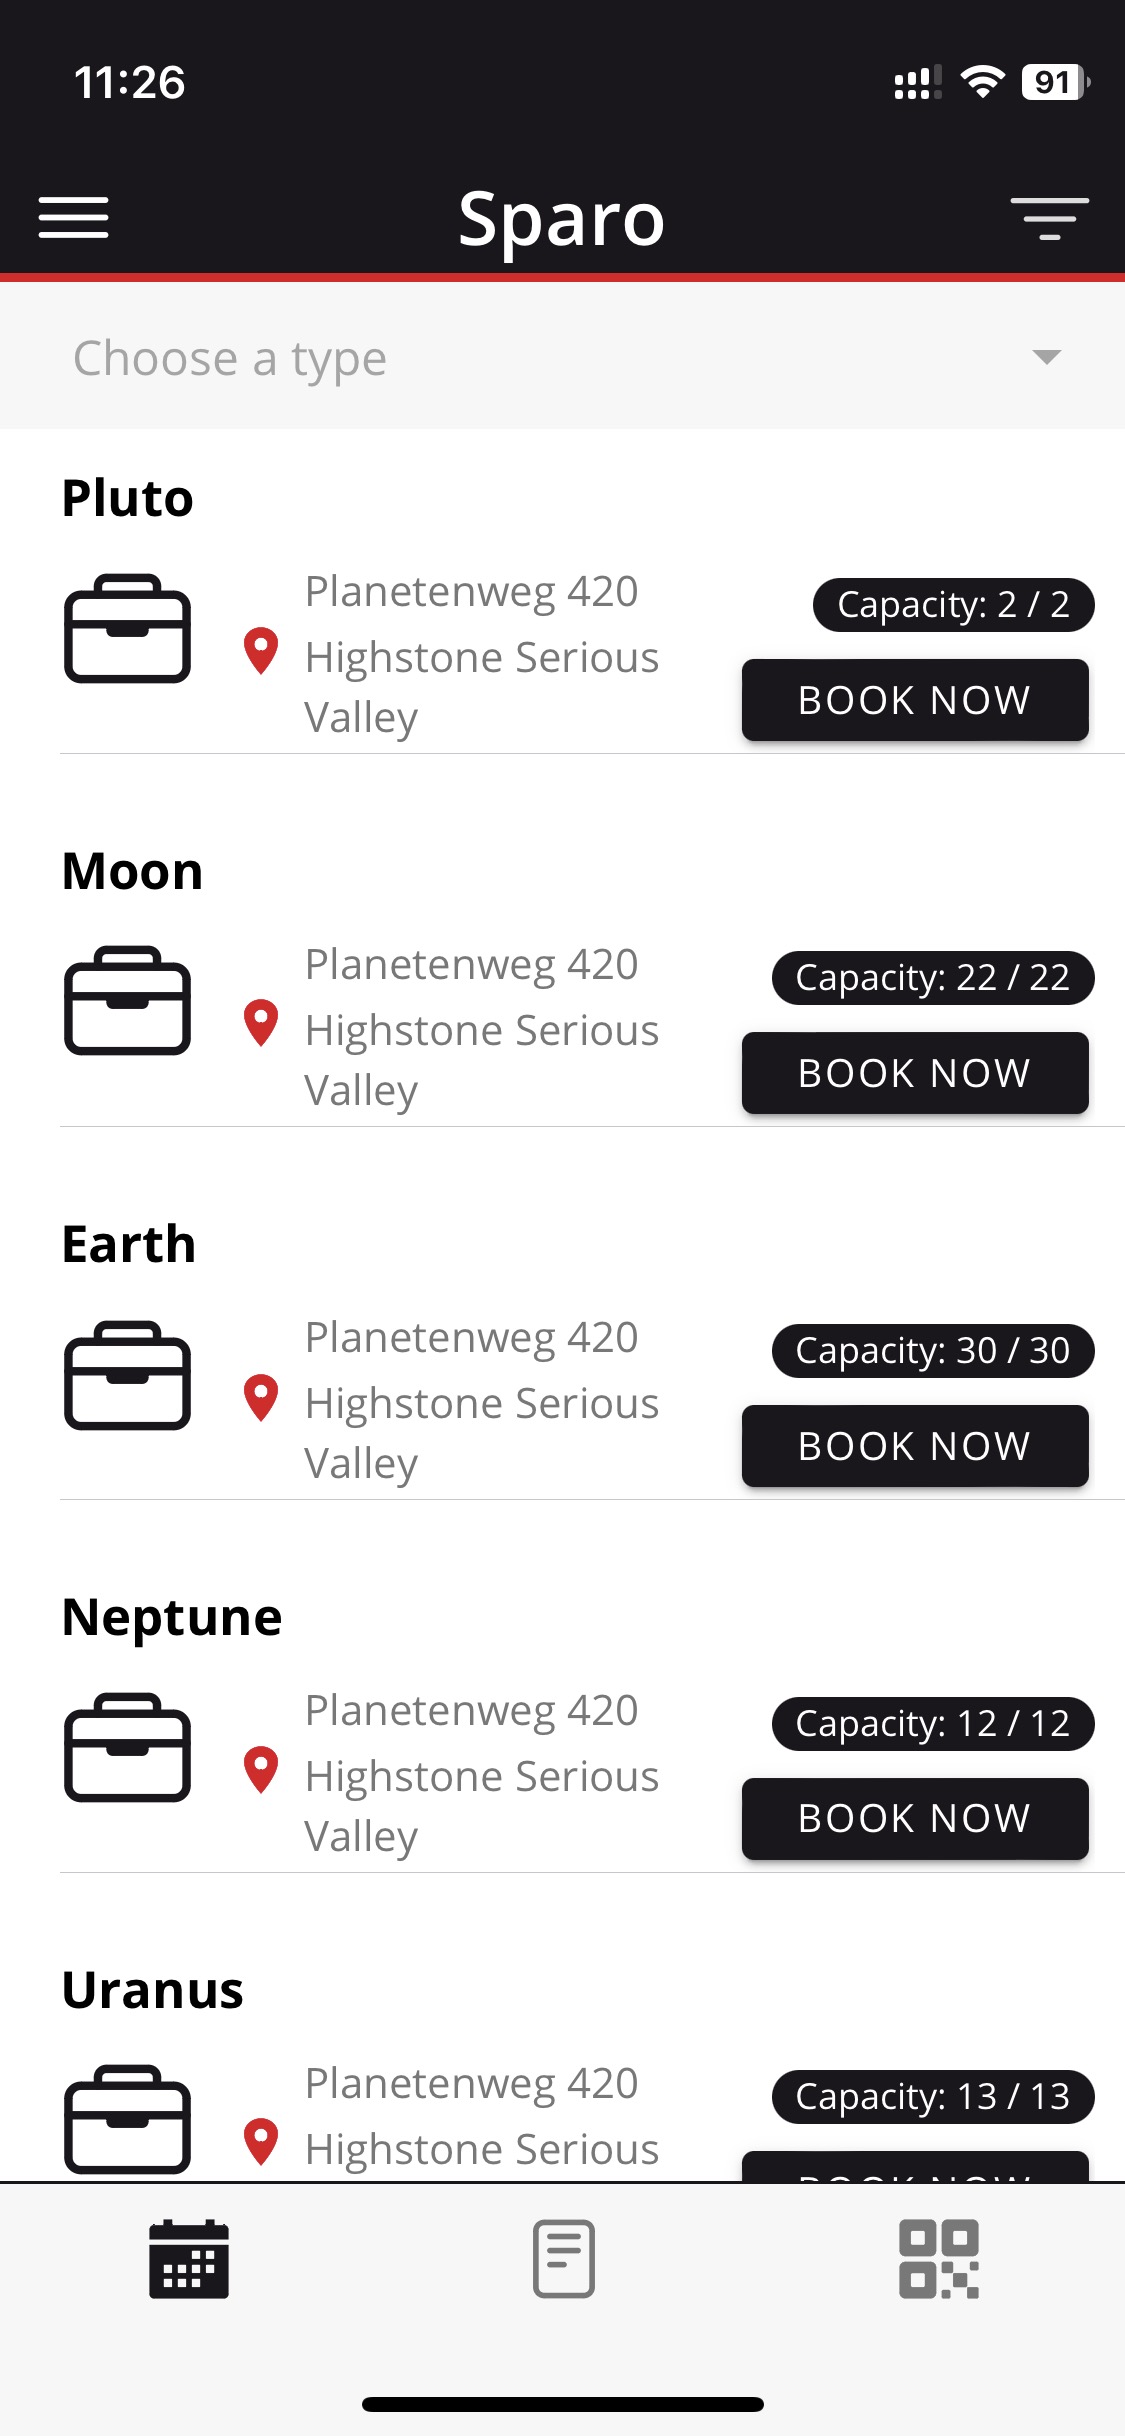 11:26
91
Sparo
Choose a type
Pluto
Planetenweg 420
Highstone Serious
Valley
Capacity: 2 / 2
BOOK NOW
Moon
Planetenweg 420
Highstone Serious
Valley
Capacity: 22 / 22
BOOK NOW
Earth
Planetenweg 420
Highstone Serious
Valley
Capacity: 30 / 30
BOOK NOW
Neptune
Planetenweg 420
Highstone Serious
Valley
Capacity: 12 / 12
BOOK NOW
Uranus
Planetenweg 420
Highstone Serious
Capacity: 13 / 13
BOOK NOW